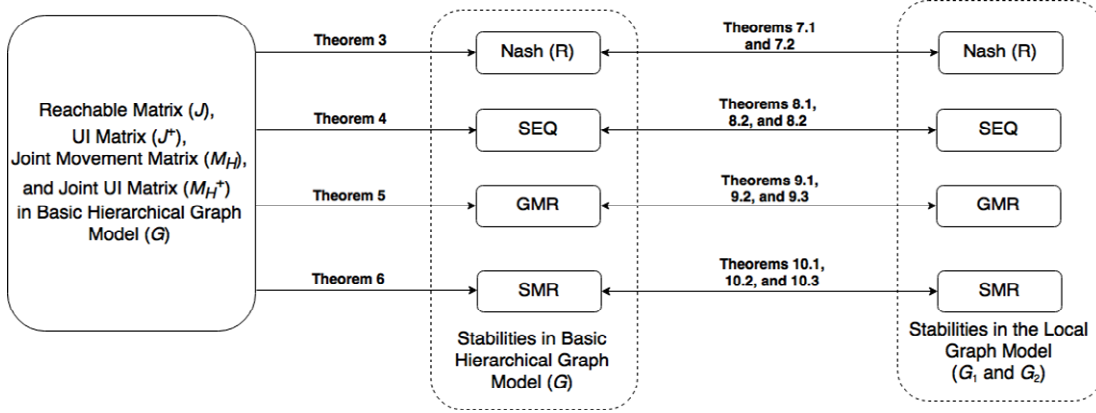 Reachable Matrix (J),
UI Matrix (J⁺),
Joint Movement Matrix (M_H),
and Joint UI Matrix (M_H⁺)
in Basic Hierarchical Graph
Model (G)
Theorem 3
Theorem 4
Theorem 5
Theorem 6
Nash (R)
SEQ
GMR
SMR
Stabilities in Basic
Hierarchical Graph
Model (G)
Theorems 7.1
and 7.2
Theorems 8.1,
8.2, and 8.2
Theorems 9.1,
9.2, and 9.3
Theorems 10.1,
10.2, and 10.3
Nash (R)
SEQ
GMR
SMR
Stabilities in the Local
Graph Model
(G₁ and G₂)